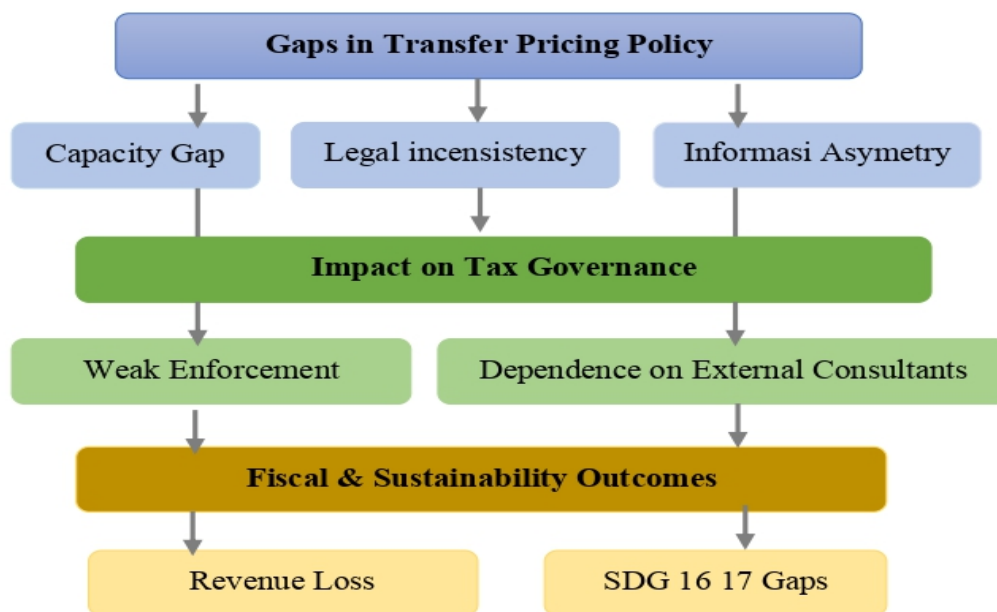 Gaps in Transfer Pricing Policy
Capacity Gap
Legal incensistency
Informasi Asymetry
Impact on Tax Governance
Weak Enforcement
Dependence on External Consultants
Fiscal & Sustainability Outcomes
Revenue Loss
SDG 16 17 Gaps